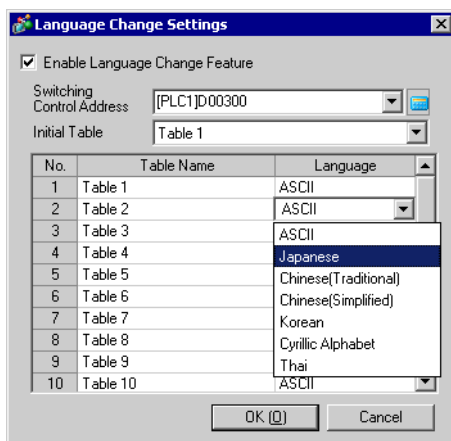 Language Change Settings
Enable Language Change Feature
Switching
Control Address
[PLC1]D00300
Initial Table
Table 1
No. Table Name Language
1 Table 1 ASCII
2 Table 2 ASCII
3 Table 3 ASCII
4 Table 4 Japanese
5 Table 5 Chinese(Traditional)
6 Table 6 Chinese(Simplified)
7 Table 7 Korean
8 Table 8 Cyrillic Alphabet
9 Table 9 Thai
10 Table 10 ASCII
OK (O) Cancel